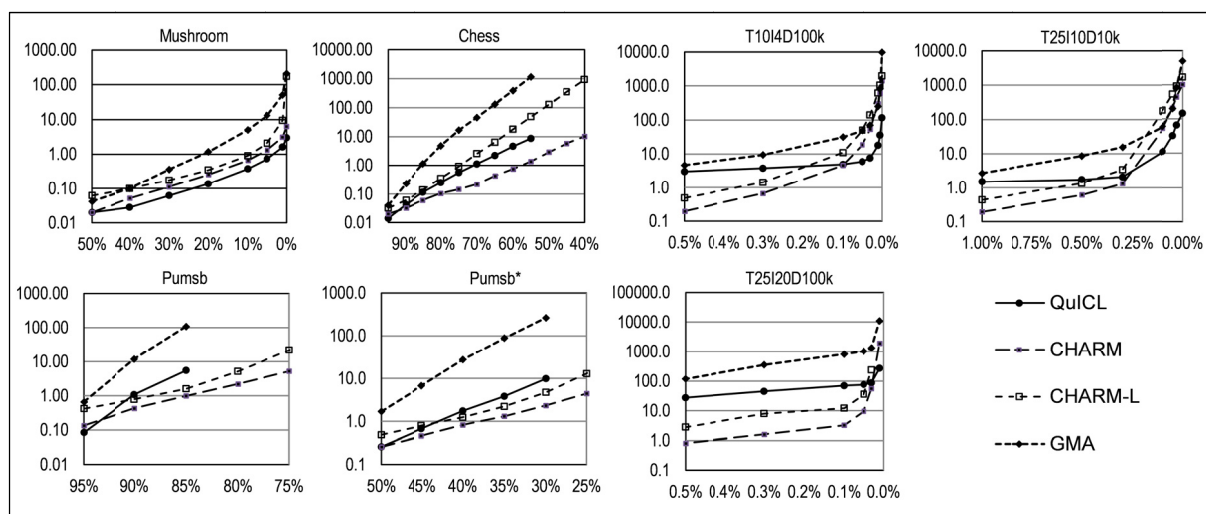 Mushroom
1000.00
100.00
10.00
1.00
0.10
0.01
50% 40% 30% 20% 10% 0%
Chess
1000.00
100.00
10.00
1.00
0.10
0.01
90% 80% 70% 60% 50% 40%
T10I4D100k
10000.0
1000.0
100.0
10.0
1.0
0.1
0.5% 0.4% 0.3% 0.2% 0.1% 0.0%
T25I10D10k
10000.0
1000.0
100.0
10.0
1.0
0.1
1.00% 0.75% 0.50% 0.25% 0.00%
Pumsb
1000.00
100.00
10.00
1.00
0.10
0.01
95% 90% 85% 80% 75%
Pumsb*
1000.0
100.0
10.0
1.0
0.1
50% 45% 40% 35% 30% 25%
T25I20D100k
100000.0
10000.0
1000.0
100.0
10.0
1.0
0.1
0.5% 0.4% 0.3% 0.2% 0.1% 0.0%
QuICL
CHARM
CHARM-L
GMA